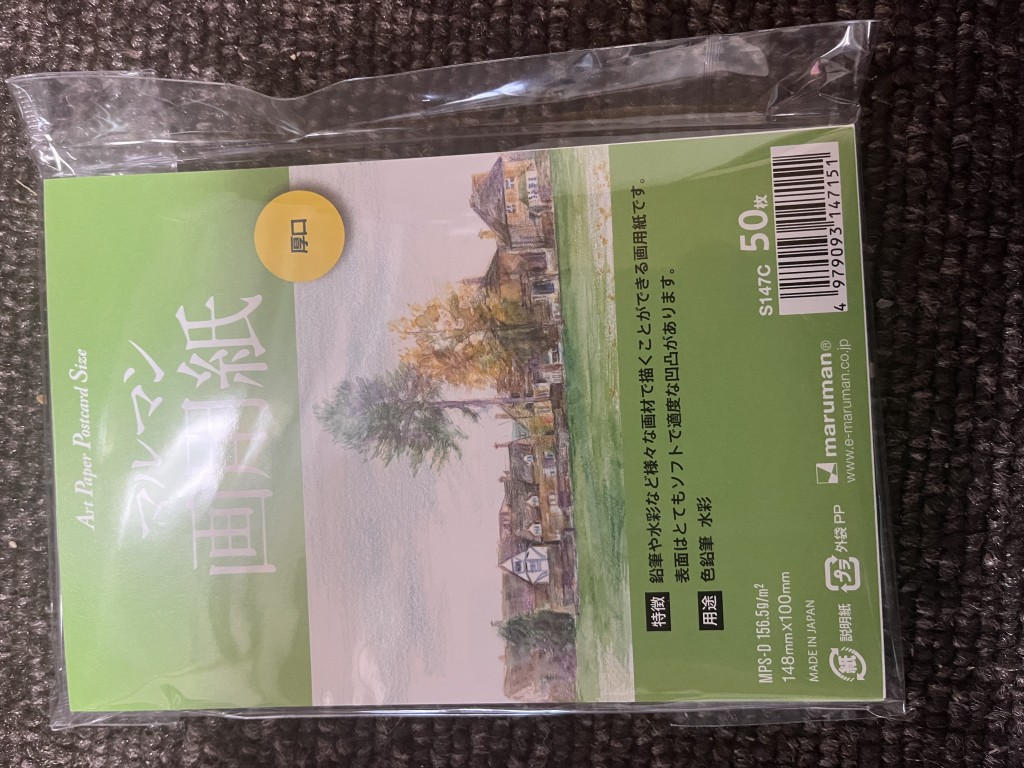 Art Paper Postcard Size
マルマン
画用紙
厚口
特徴 鉛筆や水彩など様々な画材で描くことができる画用紙です。
表面はとてもソフトで適度な凹凸があります。
用途 色鉛筆 水彩
MPS-D 156.5g/m²
148mm×100mm
MADE IN JAPAN
紙 説明紙
プラ 外袋 PP
maruman®
www.e-maruman.co.jp
S147C 50枚
4 979093 147151